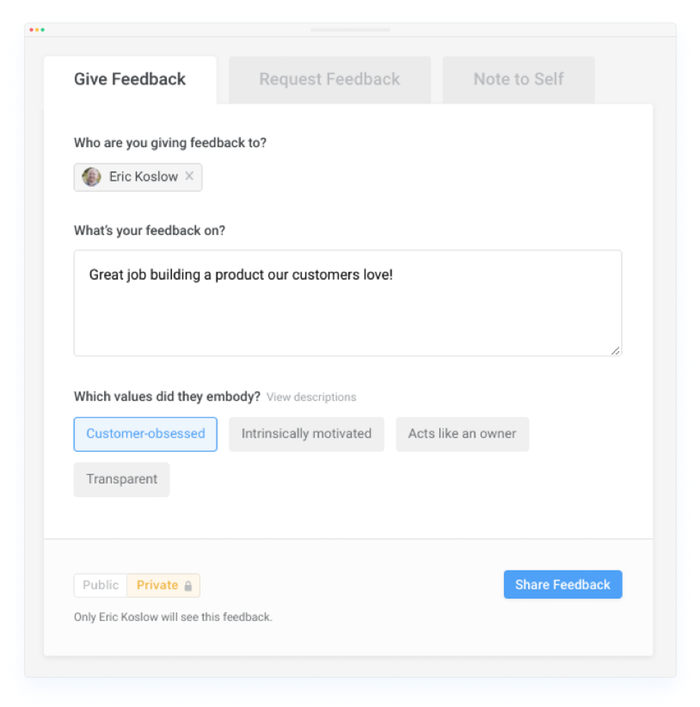 Give Feedback Request Feedback Note to Self
Who are you giving feedback to?
Eric Koslow ×
What's your feedback on?
Great job building a product our customers love!
Which values did they embody? View descriptions
Customer-obsessed Intrinsically motivated Acts like an owner
Transparent
Public Private Share Feedback
Only Eric Koslow will see this feedback.